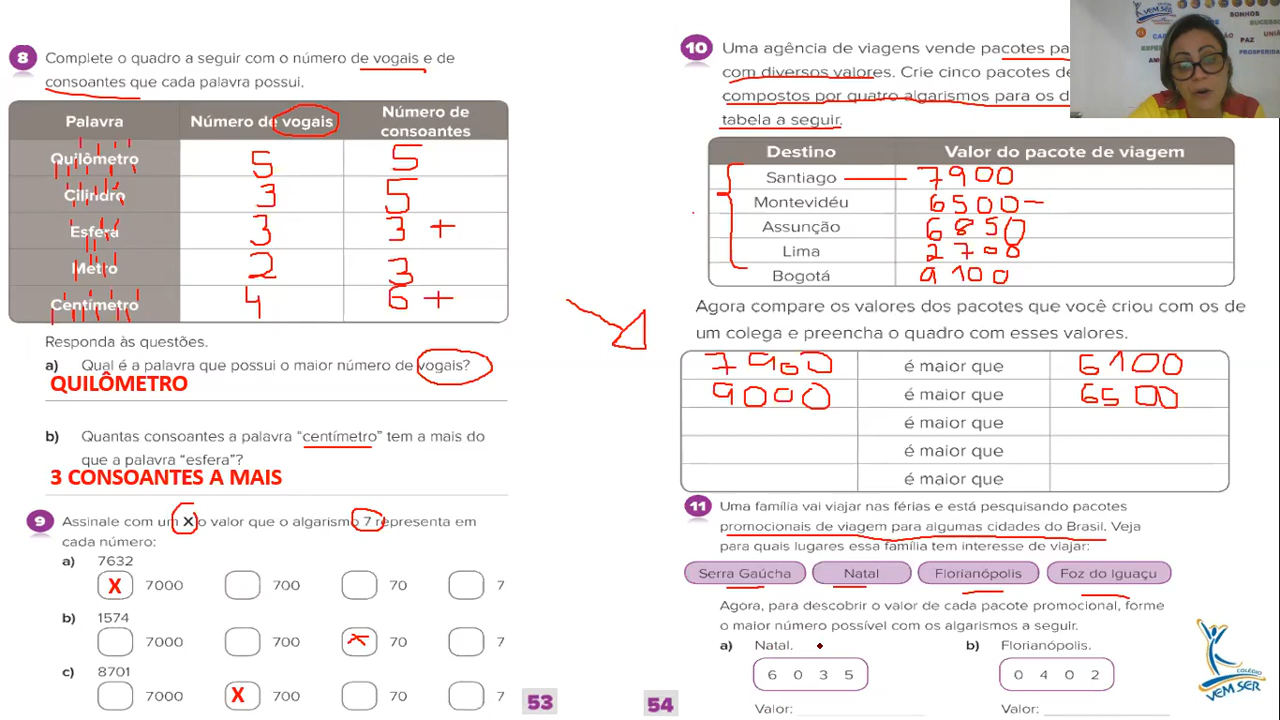 8 Complete o quadro a seguir com o número de vogais e de
consoantes que cada palavra possui.
Palavra Número de vogais Número de consoantes
Quilômetro 5 5
Cilindro 3 5
Esfera 3 3 +
Metro 2 3
Centímetro 4 6 +
Responda às questões.
a) Qual é a palavra que possui o maior número de vogais?
QUILÔMETRO
b) Quantas consoantes a palavra "centímetro" tem a mais do
que a palavra "esfera"?
3 CONSOANTES A MAIS
9 Assinale com um X o valor que o algarismo 7 representa em
cada número:
a) 7632
X 7000 700 70 7
b) 1574
7000 700 X 70 7
c) 8701
7000 X 700 70 7
53
10 Uma agência de viagens vende pacotes
com diversos valores. Crie cinco pacotes
compostos por quatro algarismos para os
tabela a seguir.
Destino Valor do pacote de viagem
Santiago 7900
Montevidéu 6500
Assunção 6850
Lima 2708
Bogotá 9100
Agora compare os valores dos pacotes que você criou com os de
um colega e preencha o quadro com esses valores.
7900 é maior que 6100
9000 é maior que 6500
é maior que
é maior que
é maior que
11 Uma família vai viajar nas férias e está pesquisando pacotes
promocionais de viagem para algumas cidades do Brasil. Veja
para quais lugares essa família tem interesse de viajar:
Serra Gaúcha Natal Florianópolis Foz do Iguaçu
Agora, para descobrir o valor de cada pacote promocional, forme
o maior número possível com os algarismos a seguir.
a) Natal. b) Florianópolis.
6 0 3 5 0 4 0 2
Valor: Valor:
54
COLÉGIO
VEM SER
VEM SER
SONHOS
PAZ